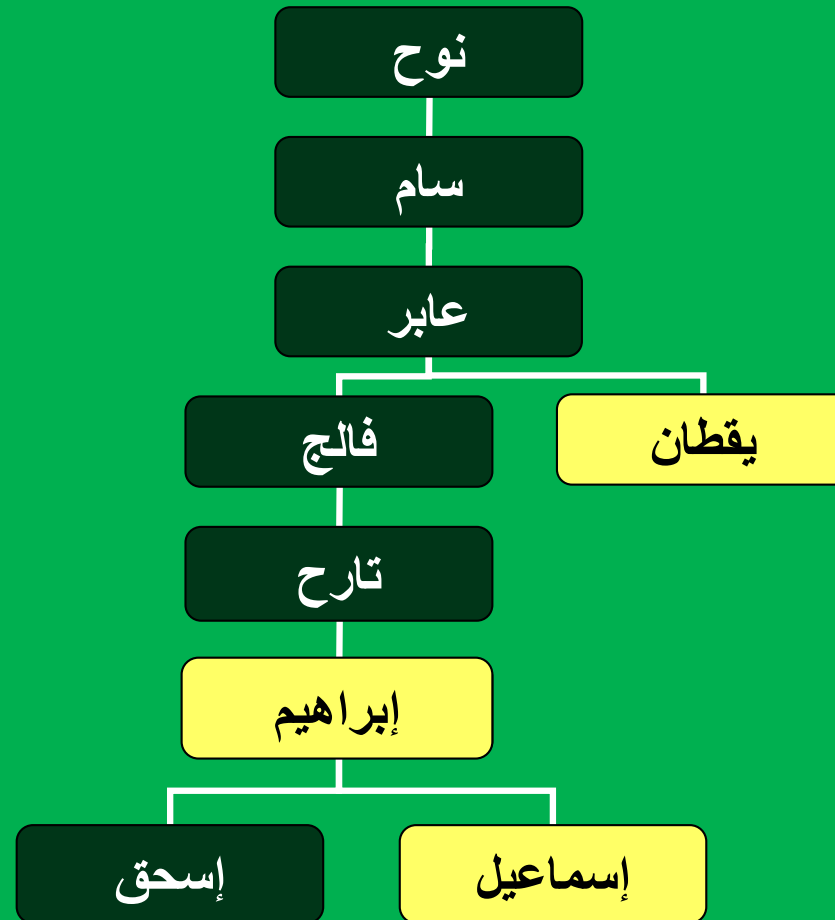 نوح
سام
عابر
يقطان
فالج
تارح
إبراهيم
إسماعيل
إسحق